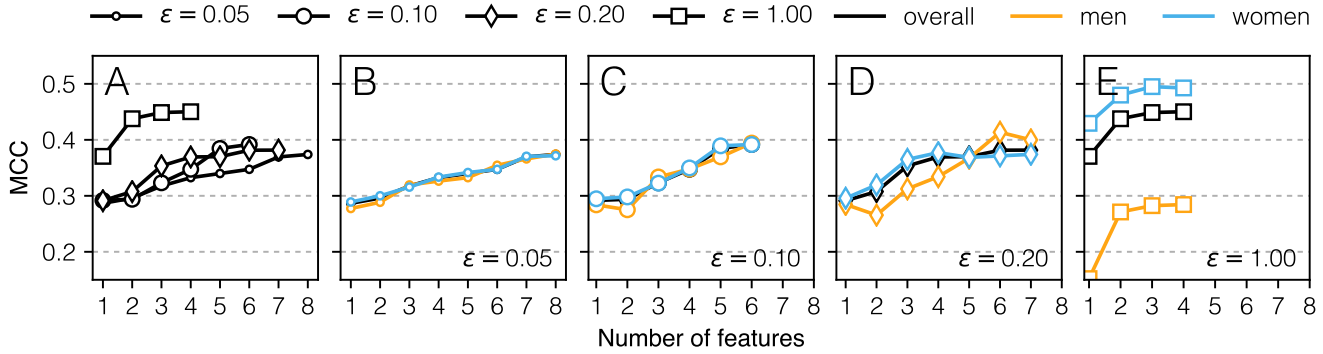 ε = 0.05 ε = 0.10 ε = 0.20 ε = 1.00 overall men women
A B C D E
MCC
0.5
0.4
0.3
0.2
ε = 0.05 ε = 0.10 ε = 0.20 ε = 1.00
1 2 3 4 5 6 7 8 1 2 3 4 5 6 7 8 1 2 3 4 5 6 7 8 1 2 3 4 5 6 7 8 1 2 3 4 5 6 7 8
Number of features